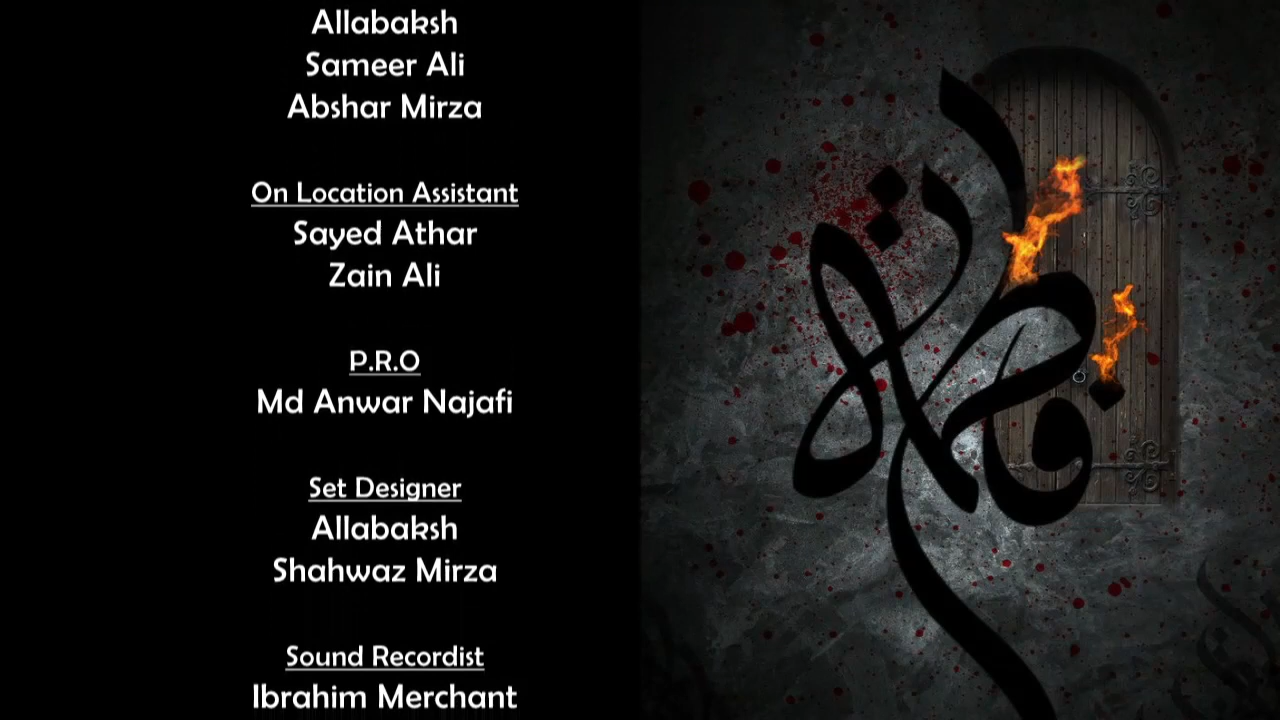 Allabaksh
Sameer Ali
Abshar Mirza
On Location Assistant
Sayed Athar
Zain Ali
P.R.O
Md Anwar Najafi
Set Designer
Allabaksh
Shahwaz Mirza
Sound Recordist
Ibrahim Merchant
فاطمة